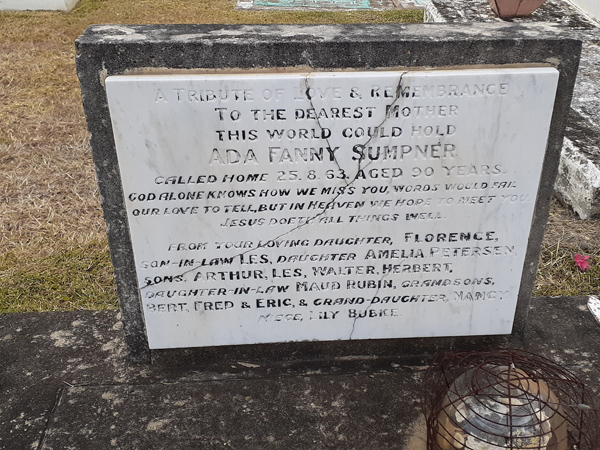 A TRIBUTE OF LOVE & REMEMBRANCE
TO THE DEAREST MOTHER
THIS WORLD COULD HOLD
ADA FANNY SUMPNER
CALLED HOME 25.8.63. AGED 90 YEARS.
GOD ALONE KNOWS HOW WE MISS YOU, WORDS WOULD FAIL
OUR LOVE TO TELL, BUT IN HEAVEN WE HOPE TO MEET YOU
JESUS DOETH ALL THINGS WELL.
FROM YOUR LOVING DAUGHTER, FLORENCE,
SON-IN-LAW LES, DAUGHTER AMELIA PETERSEN,
SONS, ARTHUR, LES, WALTER, HERBERT,
DAUGHTER-IN-LAW MAUD RUBIN, GRANDSONS,
BERT, FRED & ERIC, & GRAND-DAUGHTER, NANCY
NIECE, LILY BUBKE.